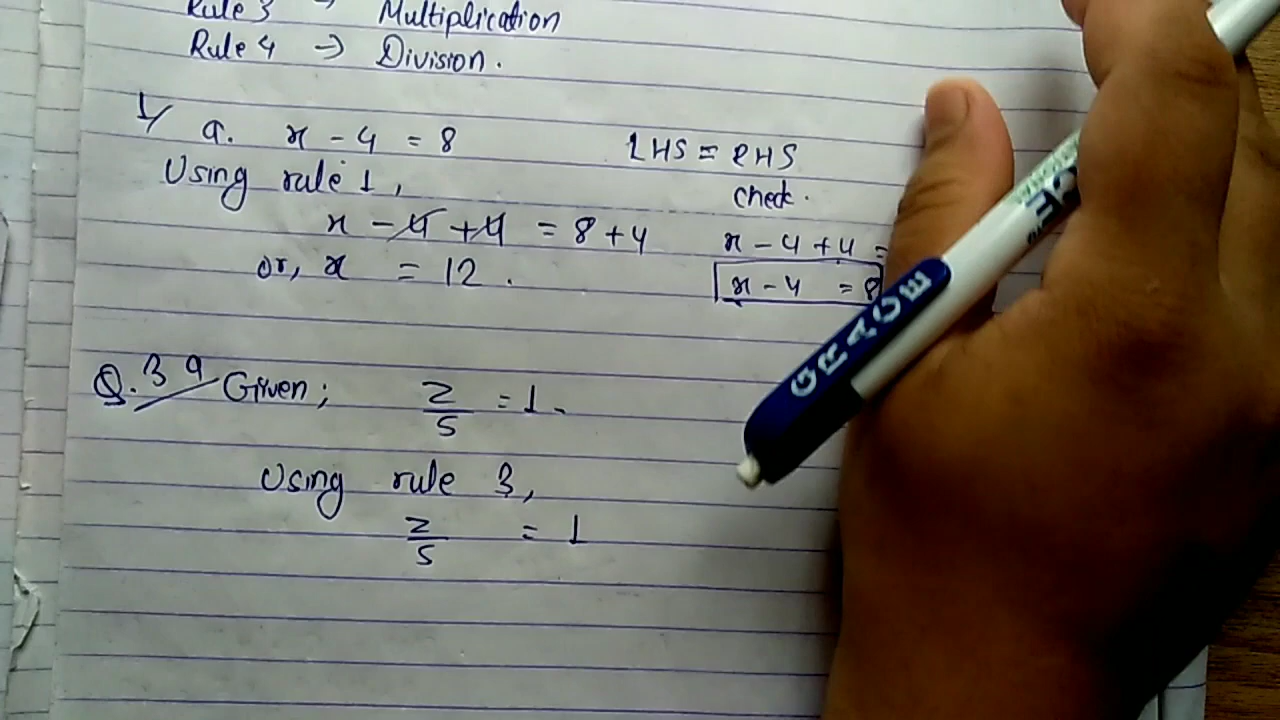 Rule 3 → Multiplication
Rule 4 → Division.
1/ a. x - 4 = 8
LHS = RHS
Using rule 1,
check.
x - 4 + 4 = 8 + 4
x - 4 + 4 =
or, x = 12.
x - 4 = 8
Q. 3 a Given; z/5 = 1.
Using rule 3,
z/5 = 1
GRACE